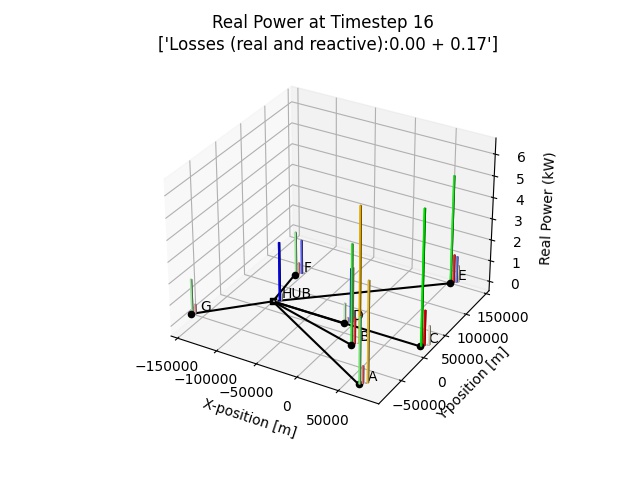 Real Power at Timestep 16
['Losses (real and reactive):0.00 + 0.17']
6
5
4
3
2
1
0
Real Power (kW)
F
E
HUB
G
D
B
C
A
150000
100000
50000
0
−50000
Y-position [m]
−150000
−100000
−50000
0
50000
X-position [m]